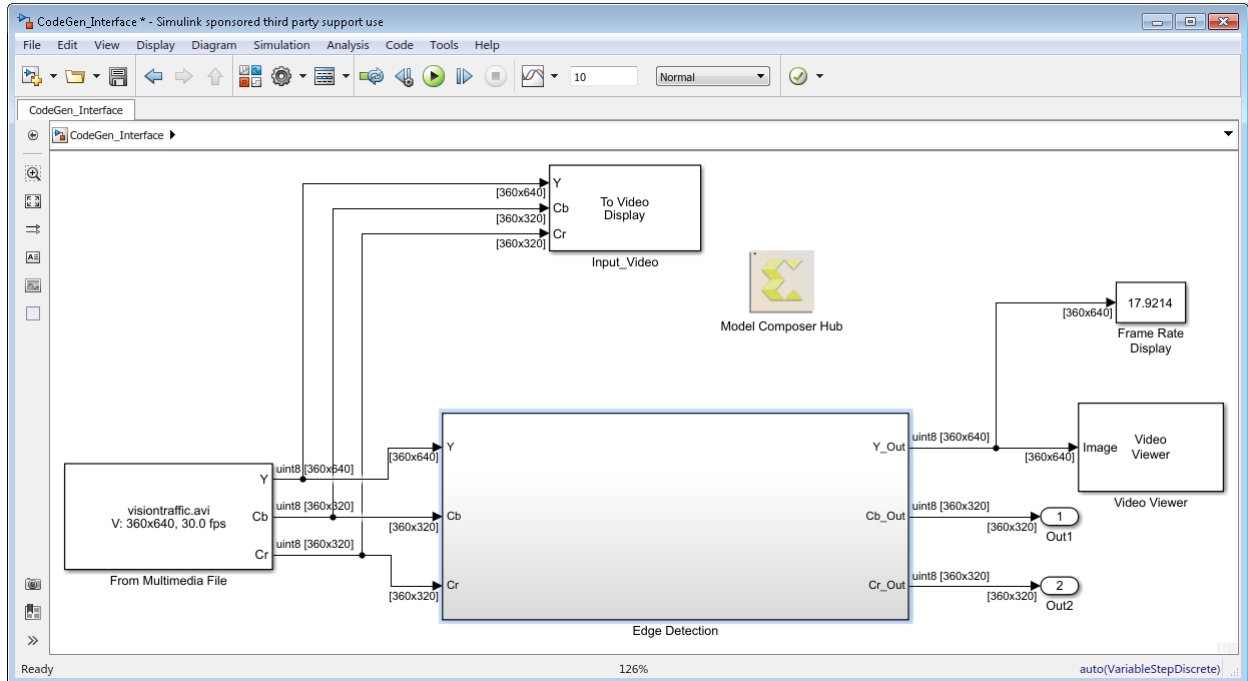 CodeGen_Interface * - Simulink sponsored third party support use
File Edit View Display Diagram Simulation Analysis Code Tools Help
10 Normal
CodeGen_Interface
CodeGen_Interface
Y
[360x640]
Cb
[360x320]
Cr
[360x320]
To Video
Display
Input_Video
Model Composer Hub
17.9214
[360x640]
Frame Rate
Display
visiontraffic.avi
V: 360x640, 30.0 fps
Y
Cb
Cr
From Multimedia File
uint8 [360x640]
uint8 [360x320]
uint8 [360x320]
[360x640]
Y
[360x320]
Cb
[360x320]
Cr
Y_Out
Cb_Out
Cr_Out
Edge Detection
uint8 [360x640]
[360x640]
Image
Video
Viewer
Video Viewer
uint8 [360x320]
[360x320]
1
Out1
uint8 [360x320]
[360x320]
2
Out2
Ready 126% auto(VariableStepDiscrete)